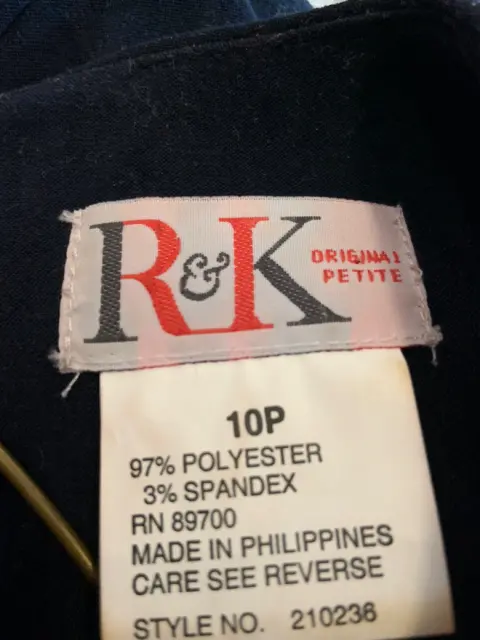 R&K
ORIGINAL
PETITE
10P
97% POLYESTER
3% SPANDEX
RN 89700
MADE IN PHILIPPINES
CARE SEE REVERSE
STYLE NO. 210236